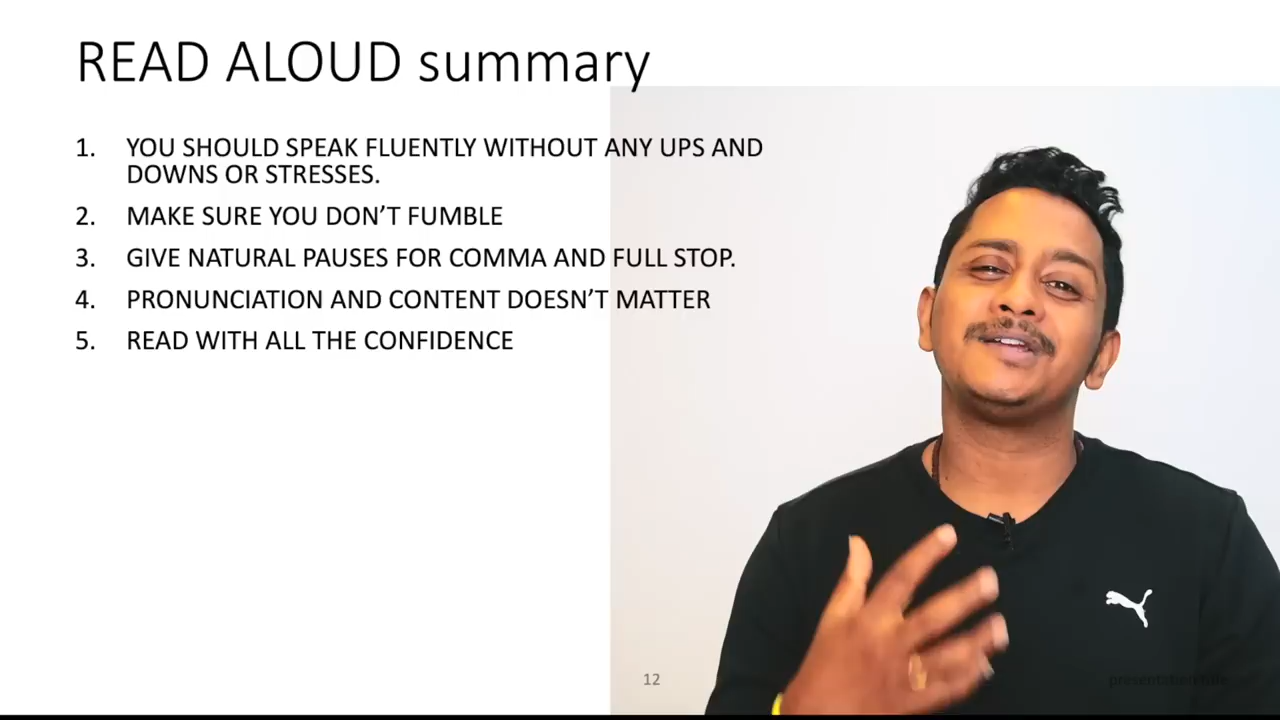 READ ALOUD summary
1. YOU SHOULD SPEAK FLUENTLY WITHOUT ANY UPS AND
DOWNS OR STRESSES.
2. MAKE SURE YOU DON’T FUMBLE
3. GIVE NATURAL PAUSES FOR COMMA AND FULL STOP.
4. PRONUNCIATION AND CONTENT DOESN’T MATTER
5. READ WITH ALL THE CONFIDENCE
12
presentation title